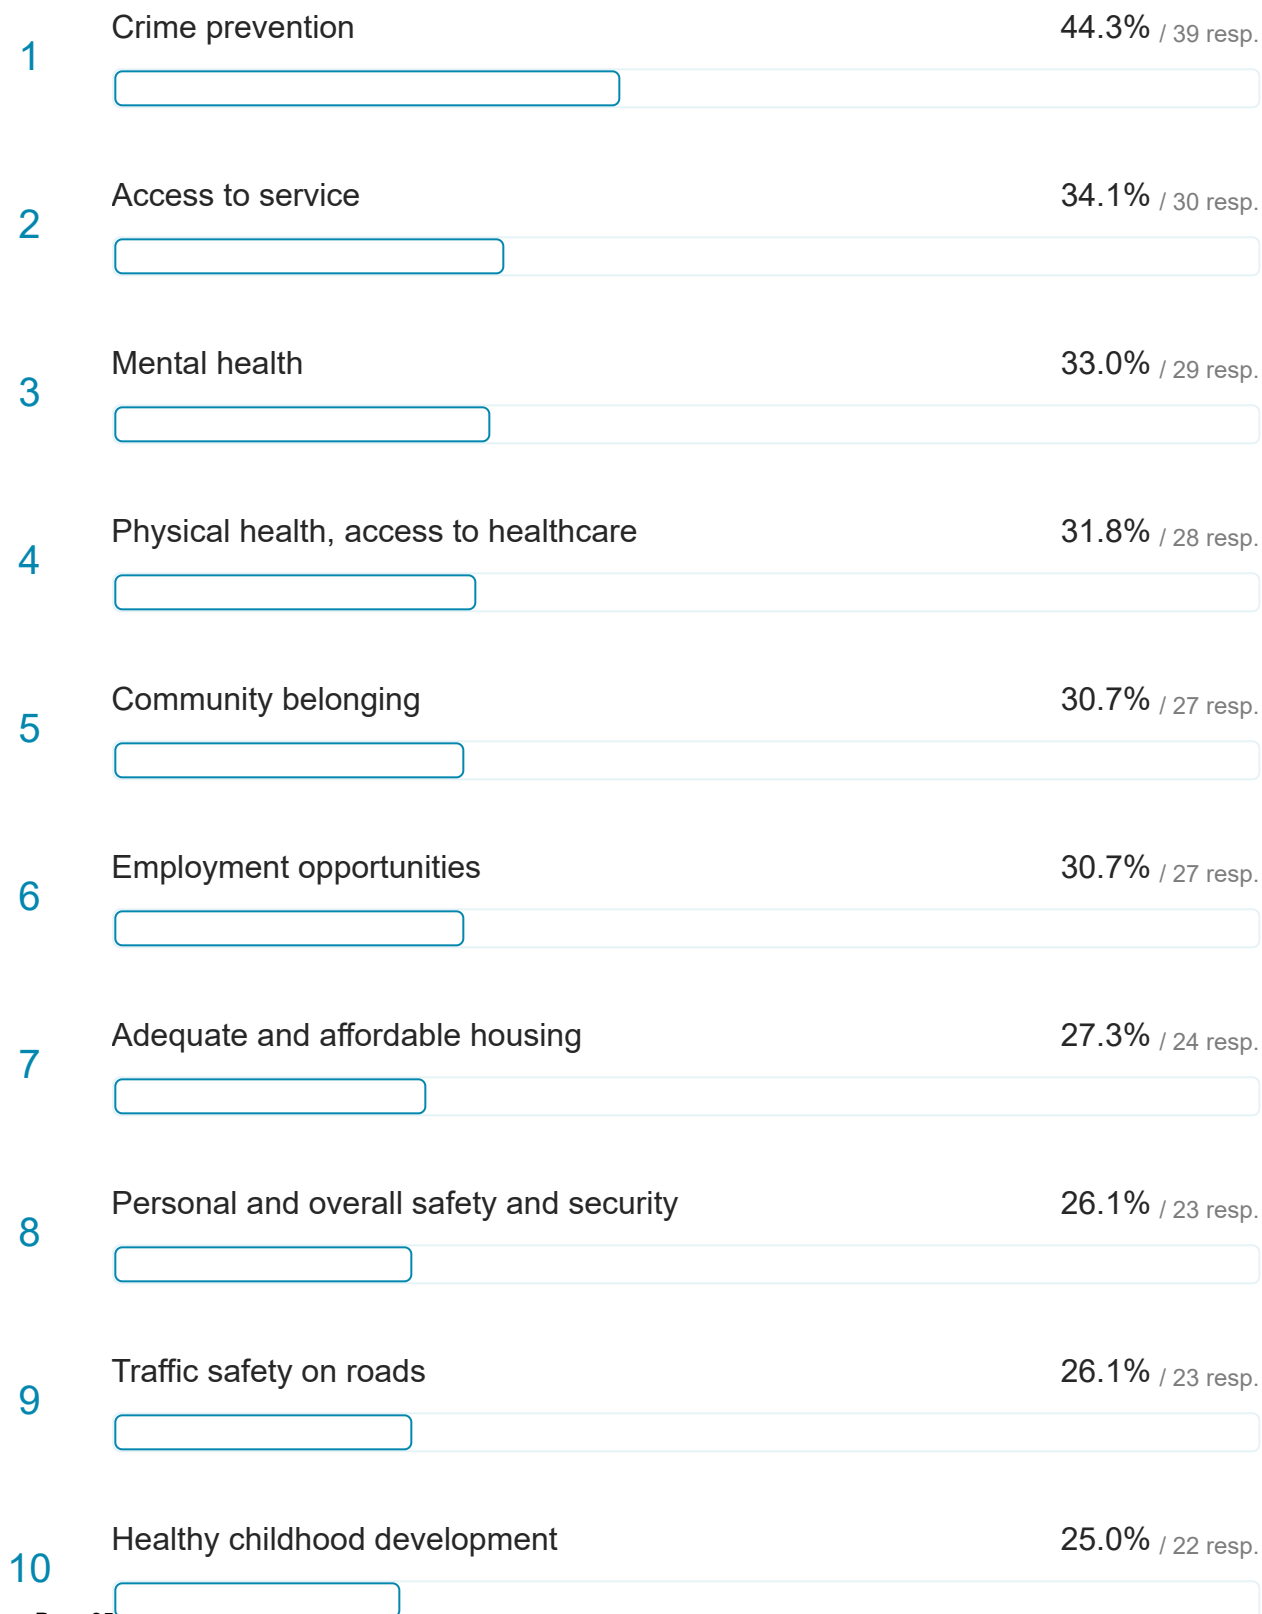 1
Crime prevention
44.3% / 39 resp.
2
Access to service
34.1% / 30 resp.
3
Mental health
33.0% / 29 resp.
4
Physical health, access to healthcare
31.8% / 28 resp.
5
Community belonging
30.7% / 27 resp.
6
Employment opportunities
30.7% / 27 resp.
7
Adequate and affordable housing
27.3% / 24 resp.
8
Personal and overall safety and security
26.1% / 23 resp.
9
Traffic safety on roads
26.1% / 23 resp.
10
Healthy childhood development
25.0% / 22 resp.